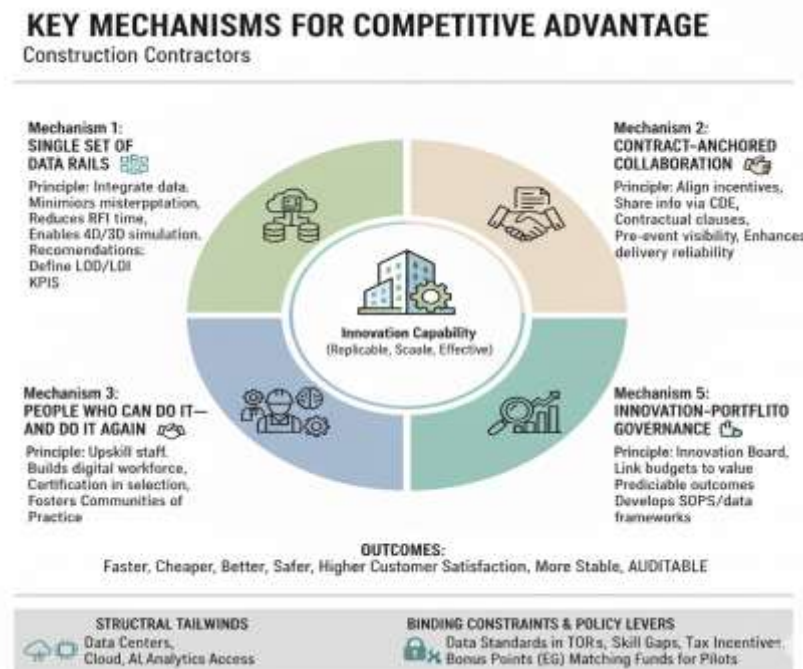 KEY MECHANISMS FOR COMPETITIVE ADVANTAGE
Construction Contractors
Mechanism 1:
SINGLE SET OF
DATA RAILS
Principle: Integrate data.
Minimiors misterpptation,
Reduces RFI time,
Enables 4D/3D simulation.
Recomendations:
Define LOD/LDI
KPIS
Mechanism 2:
CONTRACT-ANCHORED
COLLABORATION
Principle: Align incentives,
Share info via CDE,
Contractual clauses,
Pre-event visibility, Enhances
delivery reliability
Innovation Capability
(Replicable, Scaale, Effective)
Mechanism 3:
PEOPLE WHO CAN DO IT—
AND DO IT AGAIN
Principle: Upskill staff.
Builds digital workforce,
Certification in selection,
Fosters Communities of
Practice
Mechanism 5:
INNOVATION-PORTFLITO
GOVERNANCE
Principle: Innovation Board,
Link budgets to value
Prediciable outcomes
Develops SOPS/data
frameworks
OUTCOMES:
Faster, Cheaper, Better, Safer, Higher Customer Satisfaction, More Stable, AUDITABLE
STRUCTRAL TAILWINDS
Data Centers,
Cloud, AI, Analytics Access
BINDING CONSTRAINTS & POLICY LEVERS
Data Standards in TORs, Skill Gaps, Tax Incentives,
Bonus Points (EG) Matching Funds for Pilots